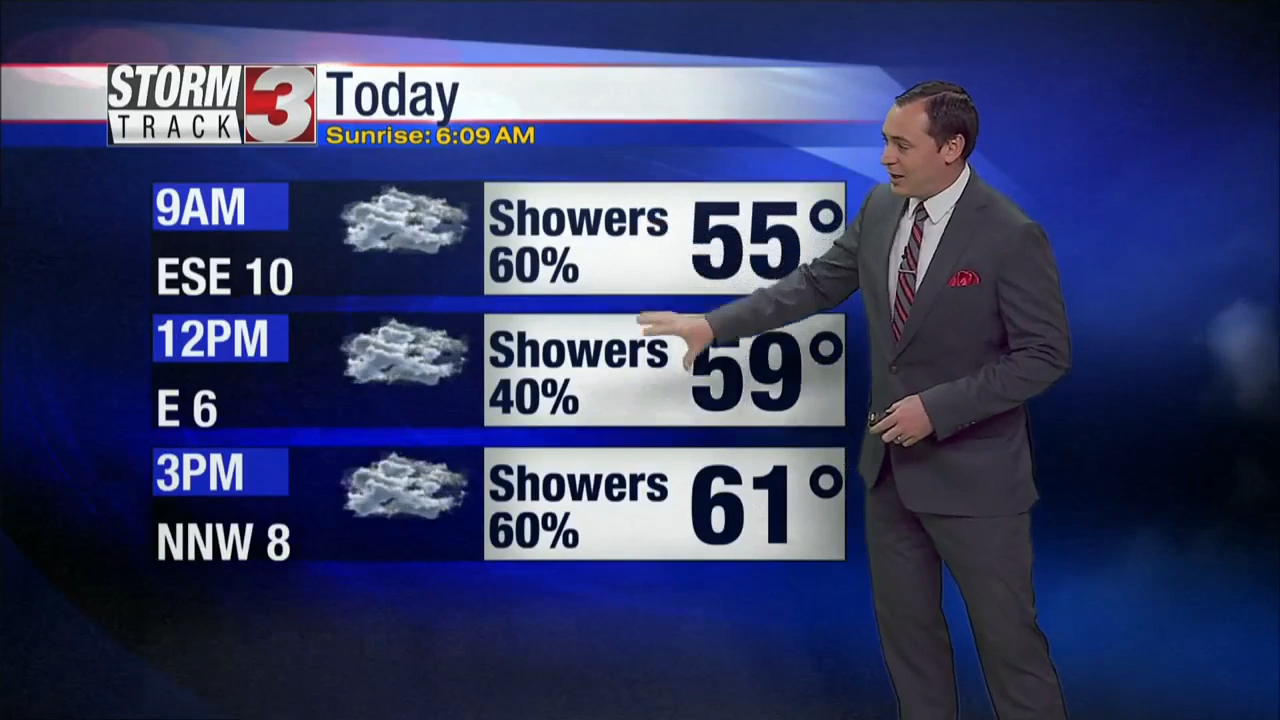 STORM
TRACK
3
Today
Sunrise: 6:09 AM
9AM
ESE 10
Showers
60%
55°
12PM
E 6
Showers
40%
59°
3PM
NNW 8
Showers
60%
61°